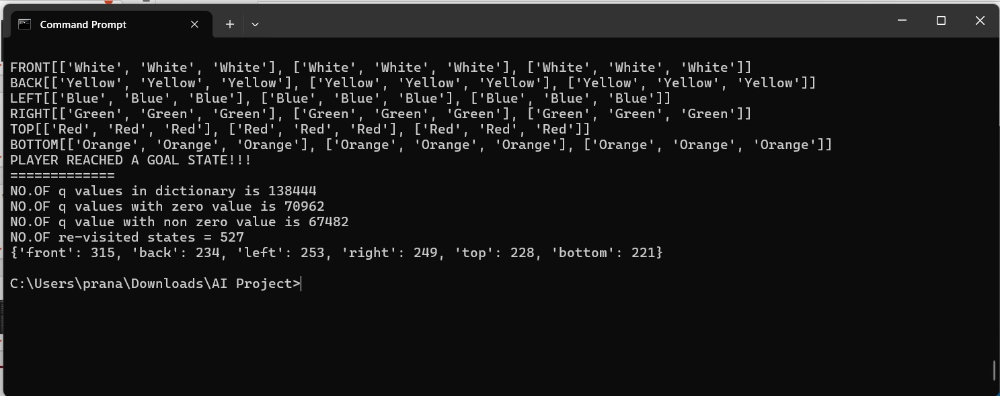 Command Prompt
FRONT[['White', 'White', 'White'], ['White', 'White', 'White'], ['White', 'White', 'White']]
BACK[['Yellow', 'Yellow', 'Yellow'], ['Yellow', 'Yellow', 'Yellow'], ['Yellow', 'Yellow', 'Yellow']]
LEFT[['Blue', 'Blue', 'Blue'], ['Blue', 'Blue', 'Blue'], ['Blue', 'Blue', 'Blue']]
RIGHT[['Green', 'Green', 'Green'], ['Green', 'Green', 'Green'], ['Green', 'Green', 'Green']]
TOP[['Red', 'Red', 'Red'], ['Red', 'Red', 'Red'], ['Red', 'Red', 'Red']]
BOTTOM[['Orange', 'Orange', 'Orange'], ['Orange', 'Orange', 'Orange'], ['Orange', 'Orange', 'Orange']]
PLAYER REACHED A GOAL STATE!!!
=============
NO.OF q values in dictionary is 138444
NO.OF q values with zero value is 70962
NO.OF q value with non zero value is 67482
NO.OF re-visited states = 527
{'front': 315, 'back': 234, 'left': 253, 'right': 249, 'top': 228, 'bottom': 221}
C:\Users\prana\Downloads\AI Project>